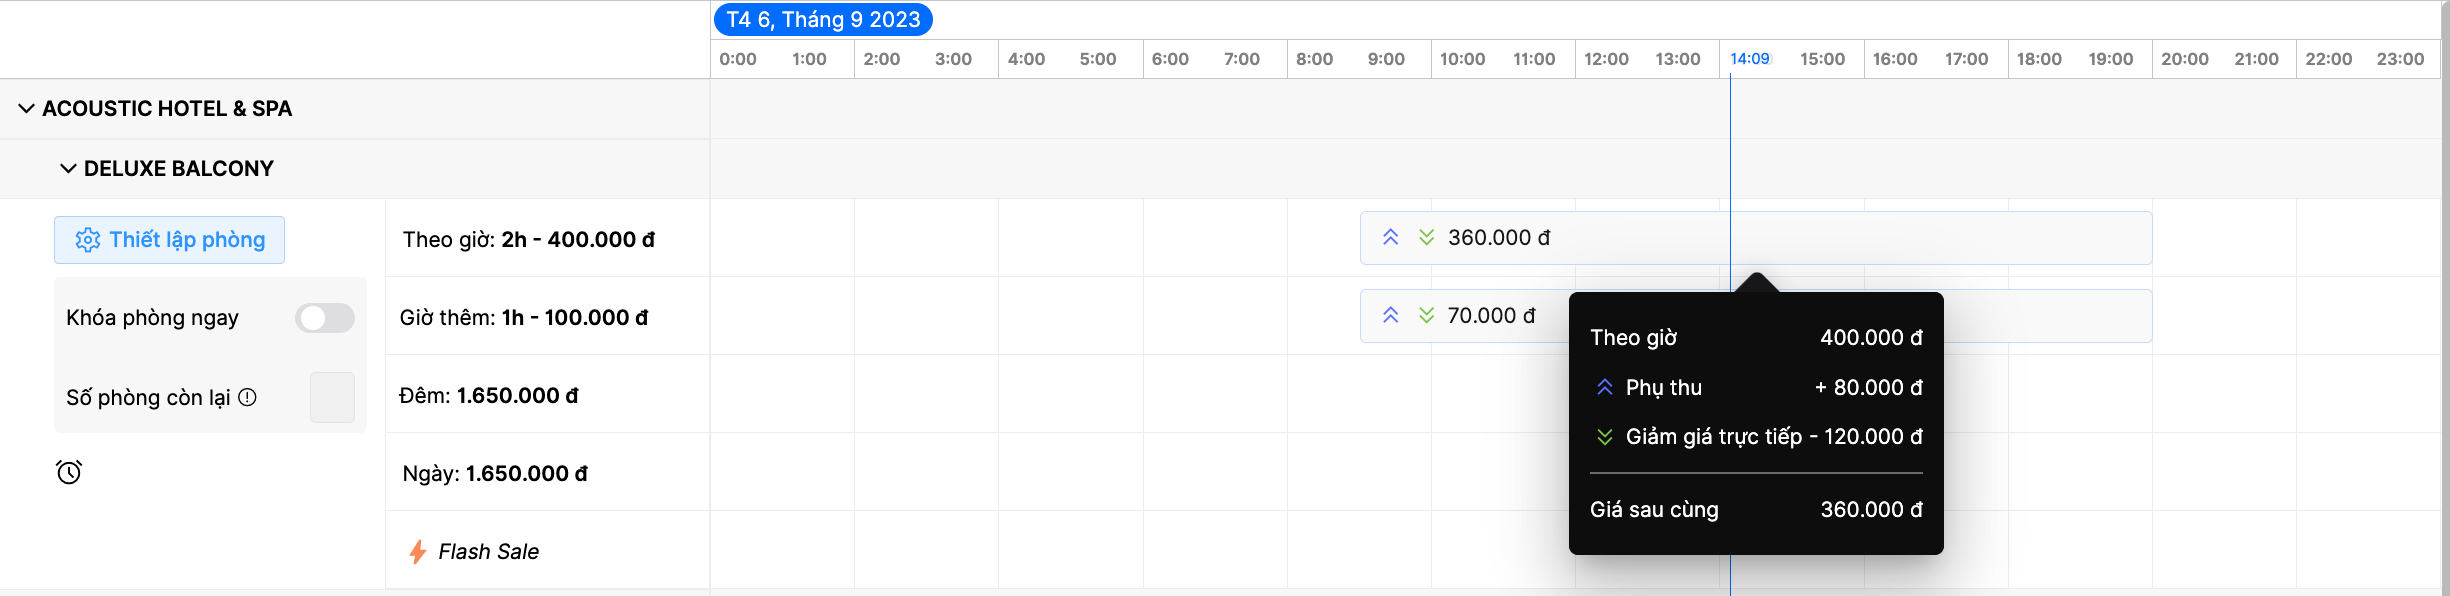 T4 6, Tháng 9 2023
0:00 1:00 2:00 3:00 4:00 5:00 6:00 7:00 8:00 9:00 10:00 11:00 12:00 13:00 14:09 15:00 16:00 17:00 18:00 19:00 20:00 21:00 22:00 23:00
ACOUSTIC HOTEL & SPA
DELUXE BALCONY
Thiết lập phòng
Theo giờ: 2h - 400.000 đ
360.000 đ
Khóa phòng ngay
Giờ thêm: 1h - 100.000 đ
70.000 đ
Số phòng còn lại
Đêm: 1.650.000 đ
Ngày: 1.650.000 đ
Flash Sale
Theo giờ 400.000 đ
Phụ thu + 80.000 đ
Giảm giá trực tiếp - 120.000 đ
Giá sau cùng 360.000 đ